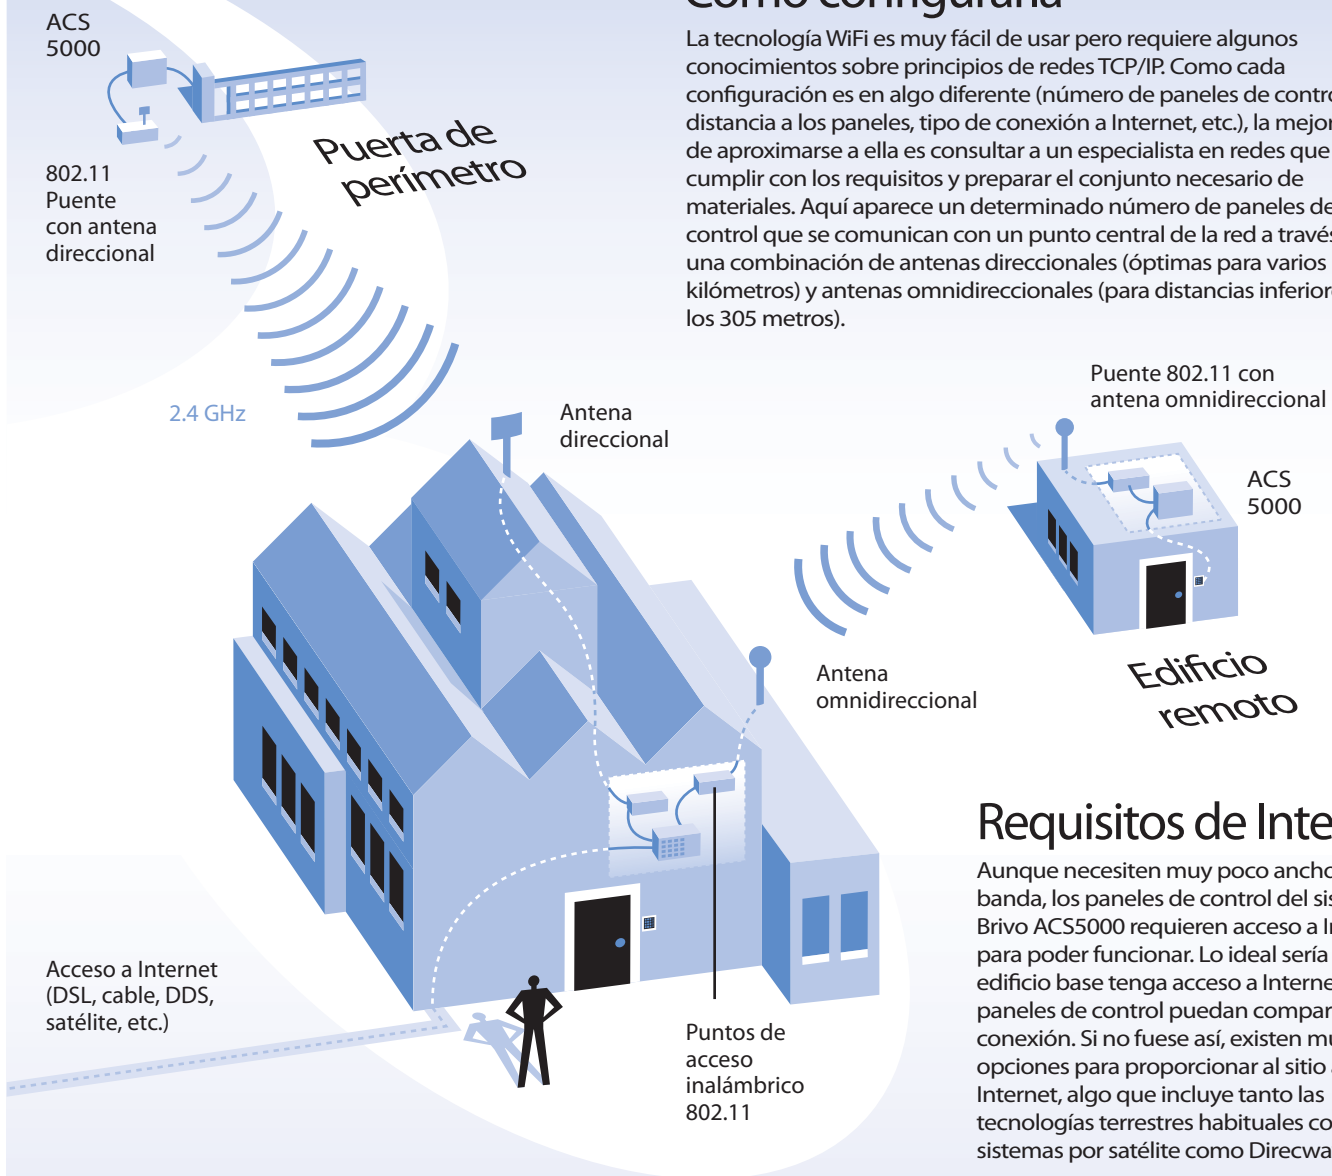 ACS
5000
802.11
Puente
con antena
direccional
Puerta de
perímetro
2.4 GHz
Cómo configurarla
La tecnología WiFi es muy fácil de usar pero requiere algunos
conocimientos sobre principios de redes TCP/IP. Como cada
configuración es en algo diferente (número de paneles de
distancia a los paneles, tipo de conexión a Internet, etc.), la mejor
de aproximarse a ella es consultar a un especialista en redes que
cumplir con los requisitos y preparar el conjunto necesario de
materiales. Aquí aparece un determinado número de paneles de
control que se comunican con un punto central de la red a través
una combinación de antenas direccionales (óptimas para varios
kilómetros) y antenas omnidireccionales (para distancias
los 305 metros).
Antena
direccional
Puente 802.11 con
antena omnidireccional
ACS
5000
Antena
omnidireccional
Edificio
remoto
Acceso a Internet
(DSL, cable, DDS,
satélite, etc.)
Puntos de
acceso
inalámbrico
802.11
Requisitos de
Aunque necesiten muy poco ancho
banda, los paneles de control del
Brivo ACS5000 requieren acceso a
para poder funcionar. Lo ideal sería
edificio base tenga acceso a
paneles de control puedan
conexión. Si no fuese así, existen
opciones para proporcionar al sitio
Internet, algo que incluye tanto las
tecnologías terrestres habituales
sistemas por satélite como